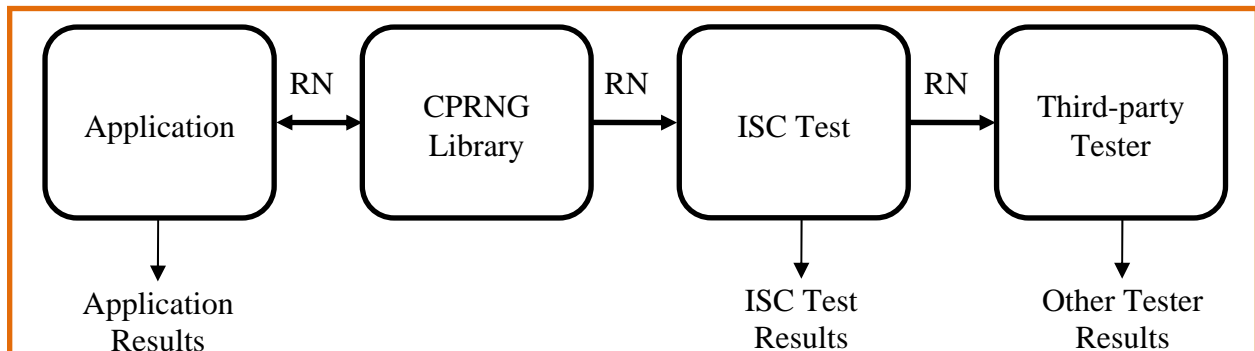 RN
RN
RN
Application
CPRNG
Library
ISC Test
Third-party
Tester
Application
Results
ISC Test
Results
Other Tester
Results